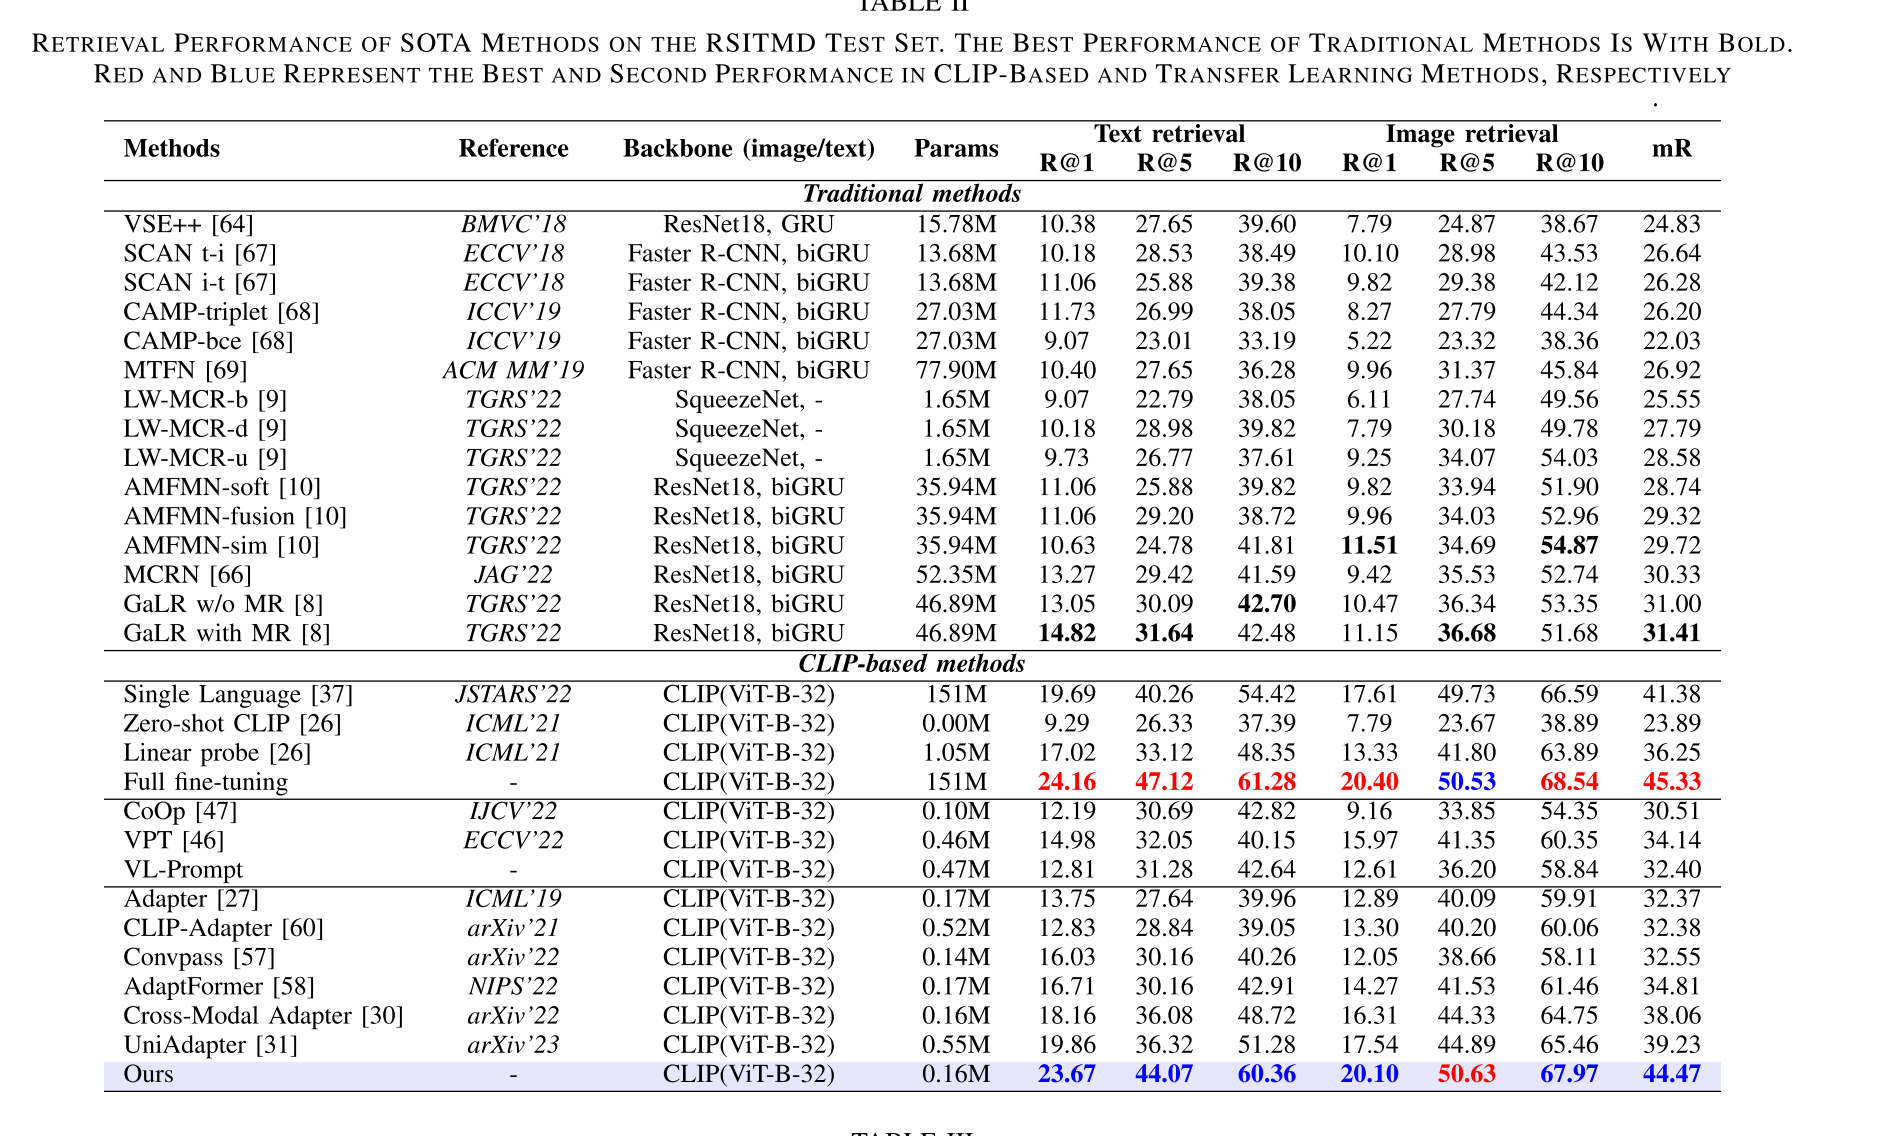 TABLE II
RETRIEVAL PERFORMANCE OF SOTA METHODS ON THE RSITMD TEST SET. THE BEST PERFORMANCE OF TRADITIONAL METHODS IS WITH BOLD.
RED AND BLUE REPRESENT THE BEST AND SECOND PERFORMANCE IN CLIP-BASED AND TRANSFER LEARNING METHODS, RESPECTIVELY
.
Methods Reference Backbone (image/text) Params Text retrieval Image retrieval mR
R@1 R@5 R@10 R@1 R@5 R@10
Traditional methods
VSE++ [64] BMVC'18 ResNet18, GRU 15.78M 10.38 27.65 39.60 7.79 24.87 38.67 24.83
SCAN t-i [67] ECCV'18 Faster R-CNN, biGRU 13.68M 10.18 28.53 38.49 10.10 28.98 43.53 26.64
SCAN i-t [67] ECCV'18 Faster R-CNN, biGRU 13.68M 11.06 25.88 39.38 9.82 29.38 42.12 26.28
CAMP-triplet [68] ICCV'19 Faster R-CNN, biGRU 27.03M 11.73 26.99 38.05 8.27 27.79 44.34 26.20
CAMP-bce [68] ICCV'19 Faster R-CNN, biGRU 27.03M 9.07 23.01 33.19 5.22 23.32 38.36 22.03
MTFN [69] ACM MM'19 Faster R-CNN, biGRU 77.90M 10.40 27.65 36.28 9.96 31.37 45.84 26.92
LW-MCR-b [9] TGRS'22 SqueezeNet, - 1.65M 9.07 22.79 38.05 6.11 27.74 49.56 25.55
LW-MCR-d [9] TGRS'22 SqueezeNet, - 1.65M 10.18 28.98 39.82 7.79 30.18 49.78 27.79
LW-MCR-u [9] TGRS'22 SqueezeNet, - 1.65M 9.73 26.77 37.61 9.25 34.07 54.03 28.58
AMFMN-soft [10] TGRS'22 ResNet18, biGRU 35.94M 11.06 25.88 39.82 9.82 33.94 51.90 28.74
AMFMN-fusion [10] TGRS'22 ResNet18, biGRU 35.94M 11.06 29.20 38.72 9.96 34.03 52.96 29.32
AMFMN-sim [10] TGRS'22 ResNet18, biGRU 35.94M 10.63 24.78 41.81 11.51 34.69 54.87 29.72
MCRN [66] JAG'22 ResNet18, biGRU 52.35M 13.27 29.42 41.59 9.42 35.53 52.74 30.33
GaLR w/o MR [8] TGRS'22 ResNet18, biGRU 46.89M 13.05 30.09 42.70 10.47 36.34 53.35 31.00
GaLR with MR [8] TGRS'22 ResNet18, biGRU 46.89M 14.82 31.64 42.48 11.15 36.68 51.68 31.41
CLIP-based methods
Single Language [37] JSTARS'22 CLIP(ViT-B-32) 151M 19.69 40.26 54.42 17.61 49.73 66.59 41.38
Zero-shot CLIP [26] ICML'21 CLIP(ViT-B-32) 0.00M 9.29 26.33 37.39 7.79 23.67 38.89 23.89
Linear probe [26] ICML'21 CLIP(ViT-B-32) 1.05M 17.02 33.12 48.35 13.33 41.80 63.89 36.25
Full fine-tuning - CLIP(ViT-B-32) 151M 24.16 47.12 61.28 20.40 50.53 68.54 45.33
CoOp [47] IJCV'22 CLIP(ViT-B-32) 0.10M 12.19 30.69 42.82 9.16 33.85 54.35 30.51
VPT [46] ECCV'22 CLIP(ViT-B-32) 0.46M 14.98 32.05 40.15 15.97 41.35 60.35 34.14
VL-Prompt - CLIP(ViT-B-32) 0.47M 12.81 31.28 42.64 12.61 36.20 58.84 32.40
Adapter [27] ICML'19 CLIP(ViT-B-32) 0.17M 13.75 27.64 39.96 12.89 40.09 59.91 32.37
CLIP-Adapter [60] arXiv'21 CLIP(ViT-B-32) 0.52M 12.83 28.84 39.05 13.30 40.20 60.06 32.38
Convpass [57] arXiv'22 CLIP(ViT-B-32) 0.14M 16.03 30.16 40.26 12.05 38.66 58.11 32.55
AdaptFormer [58] NIPS'22 CLIP(ViT-B-32) 0.17M 16.71 30.16 42.91 14.27 41.53 61.46 34.81
Cross-Modal Adapter [30] arXiv'22 CLIP(ViT-B-32) 0.16M 18.16 36.08 48.72 16.31 44.33 64.75 38.06
UniAdapter [31] arXiv'23 CLIP(ViT-B-32) 0.55M 19.86 36.32 51.28 17.54 44.89 65.46 39.23
Ours - CLIP(ViT-B-32) 0.16M 23.67 44.07 60.36 20.10 50.63 67.97 44.47
TABLE III